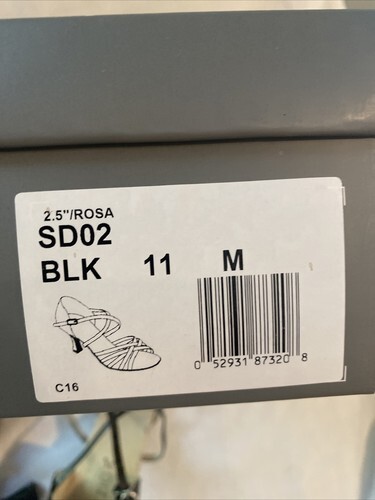 2.5"/ROSA
SD02
BLK 11 M
0 52931 87320 8
C16